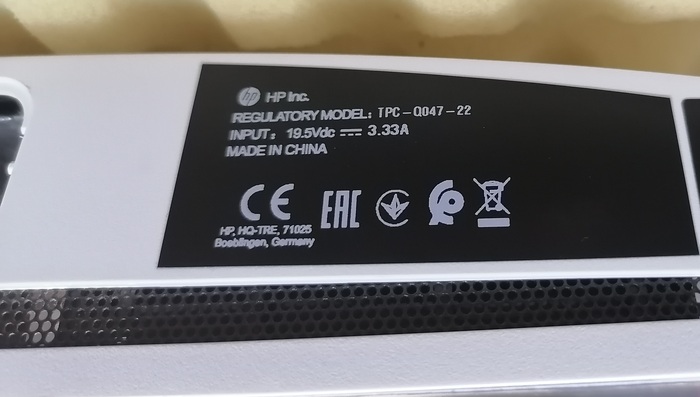 hp HP Inc.
REGULATORY MODEL: TPC-Q047-22
INPUT: 19.5Vdc ⎓ 3.33A
MADE IN CHINA
CE EAC
HP, HQ-TRE, 71025
Boeblingen, Germany